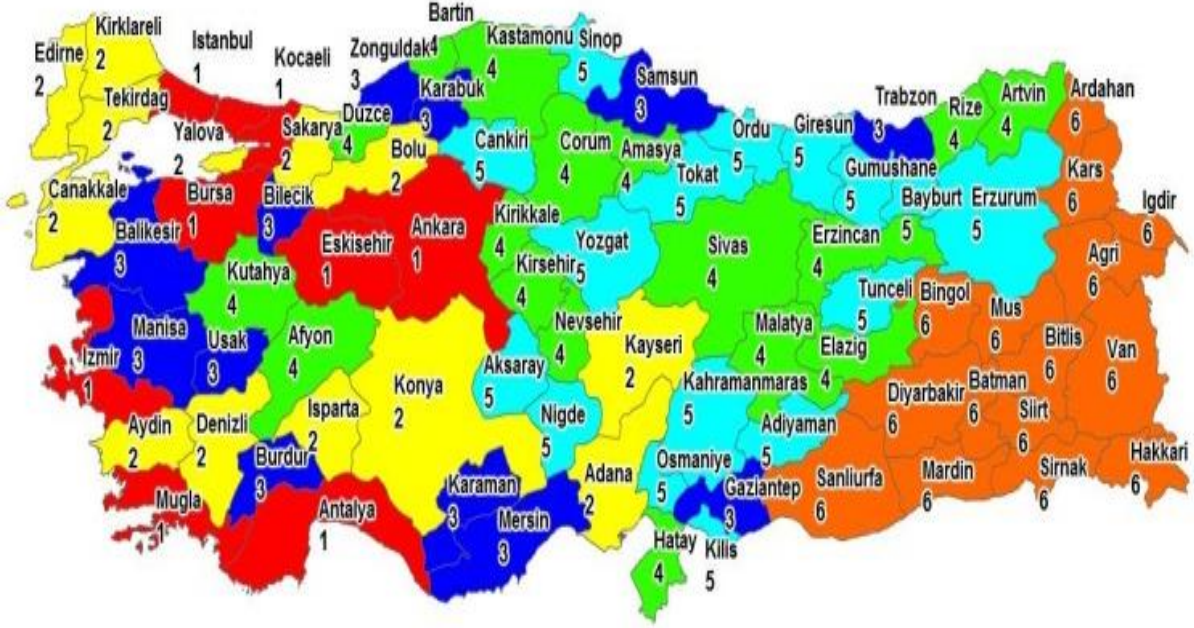 Bartin
4
Kastamonu
4
Sinop
5
Kirklareli
2
Edirne
2
Istanbul
1
Kocaeli
1
Zonguldak
3
Karabuk
3
Samsun
3
Tekirdag
2
Yalova
2
Sakarya
2
Duzce
4
Bolu
2
Cankiri
5
Corum
4
Amasya
4
Tokat
5
Ordu
5
Giresun
5
Trabzon
3
Rize
4
Artvin
4
Ardahan
6
Gumushane
5
Bayburt
5
Erzurum
5
Kars
6
Igdir
6
Canakkale
2
Bursa
1
Bilecik
3
Balikesir
3
Eskisehir
1
Ankara
1
Kirikkale
4
Kirsehir
4
Yozgat
5
Sivas
4
Erzincan
4
Agri
6
Kutahya
4
Tunceli
5
Bingol
6
Mus
6
Bitlis
6
Van
6
Manisa
3
Usak
3
Afyon
4
Nevsehir
4
Kayseri
2
Malatya
4
Elazig
4
Izmir
1
Konya
2
Aksaray
5
Kahramanmaras
5
Diyarbakir
6
Batman
6
Siirt
6
Aydin
2
Denizli
2
Isparta
2
Nigde
5
Adiyaman
5
Burdur
3
Adana
2
Osmaniye
5
Karaman
3
Gaziantep
3
Sanliurfa
6
Mardin
6
Sirnak
6
Hakkari
6
Mugla
1
Antalya
1
Mersin
3
Hatay
4
Kilis
5